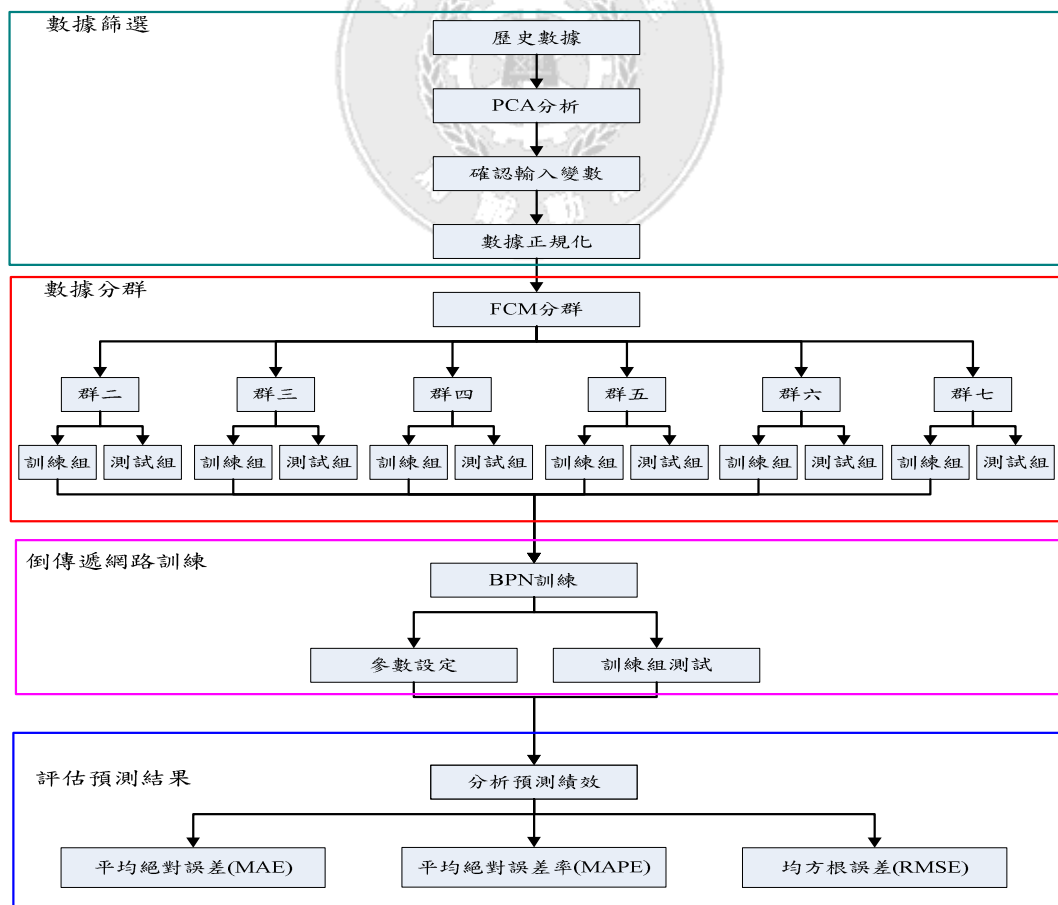 數據篩選
歷史數據
PCA分析
確認輸入變數
數據正規化
數據分群
FCM分群
群二
群三
群四
群五
群六
群七
訓練組
測試組
訓練組
測試組
訓練組
測試組
訓練組
測試組
訓練組
測試組
訓練組
測試組
倒傳遞網路訓練
BPN訓練
參數設定
訓練組測試
評估預測結果
分析預測績效
平均絕對誤差(MAE)
平均絕對誤差率(MAPE)
均方根誤差(RMSE)